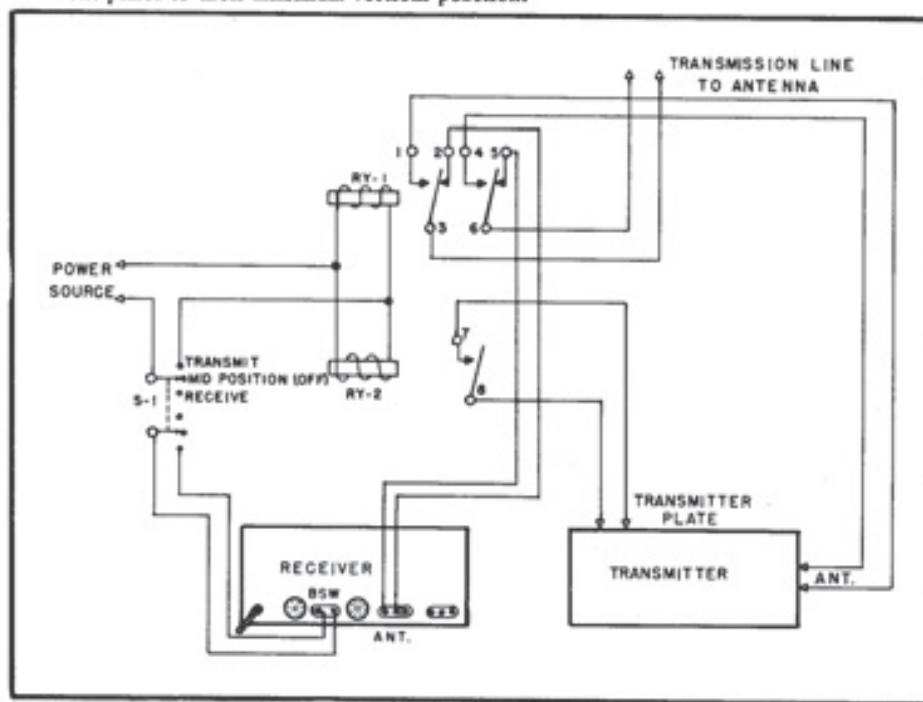 TRANSMISSION LINE
TO ANTENNA
1 2 4 5
RY-1
3 6
POWER
SOURCE
7
TRANSMIT
MID POSITION (OFF)
RECEIVE
S-1
RY-2
8
TRANSMITTER
PLATE
RECEIVER
TRANSMITTER
BSW
ANT.
ANT.